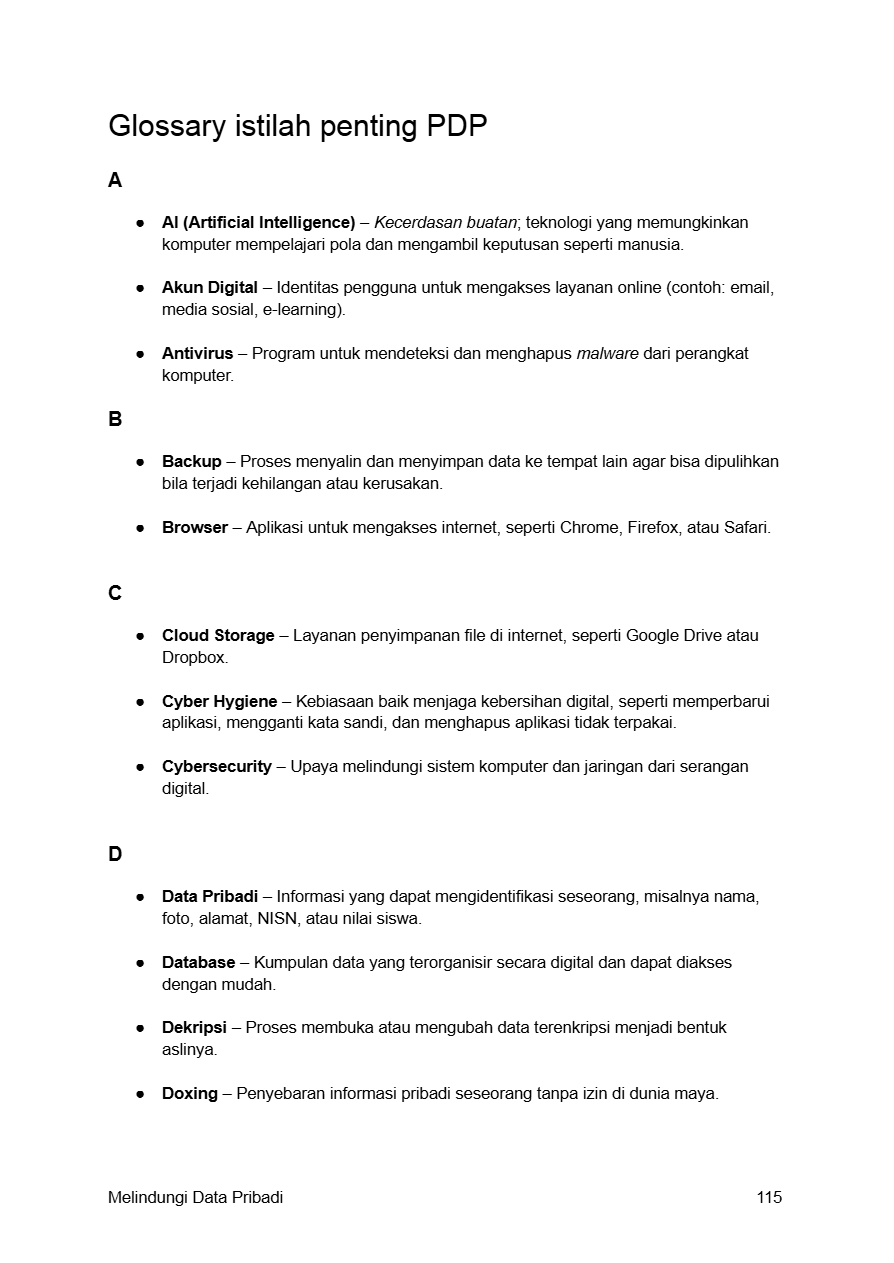 Glossary istilah penting PDP
A
● AI (Artificial Intelligence) – Kecerdasan buatan; teknologi yang memungkinkan
komputer mempelajari pola dan mengambil keputusan seperti manusia.
● Akun Digital – Identitas pengguna untuk mengakses layanan online (contoh: email,
media sosial, e-learning).
● Antivirus – Program untuk mendeteksi dan menghapus malware dari perangkat
komputer.
B
● Backup – Proses menyalin dan menyimpan data ke tempat lain agar bisa dipulihkan
bila terjadi kehilangan atau kerusakan.
● Browser – Aplikasi untuk mengakses internet, seperti Chrome, Firefox, atau Safari.
C
● Cloud Storage – Layanan penyimpanan file di internet, seperti Google Drive atau
Dropbox.
● Cyber Hygiene – Kebiasaan baik menjaga kebersihan digital, seperti memperbarui
aplikasi, mengganti kata sandi, dan menghapus aplikasi tidak terpakai.
● Cybersecurity – Upaya melindungi sistem komputer dan jaringan dari serangan
digital.
D
● Data Pribadi – Informasi yang dapat mengidentifikasi seseorang, misalnya nama,
foto, alamat, NISN, atau nilai siswa.
● Database – Kumpulan data yang terorganisir secara digital dan dapat diakses
dengan mudah.
● Dekripsi – Proses membuka atau mengubah data terenkripsi menjadi bentuk
aslinya.
● Doxing – Penyebaran informasi pribadi seseorang tanpa izin di dunia maya.
Melindungi Data Pribadi 115